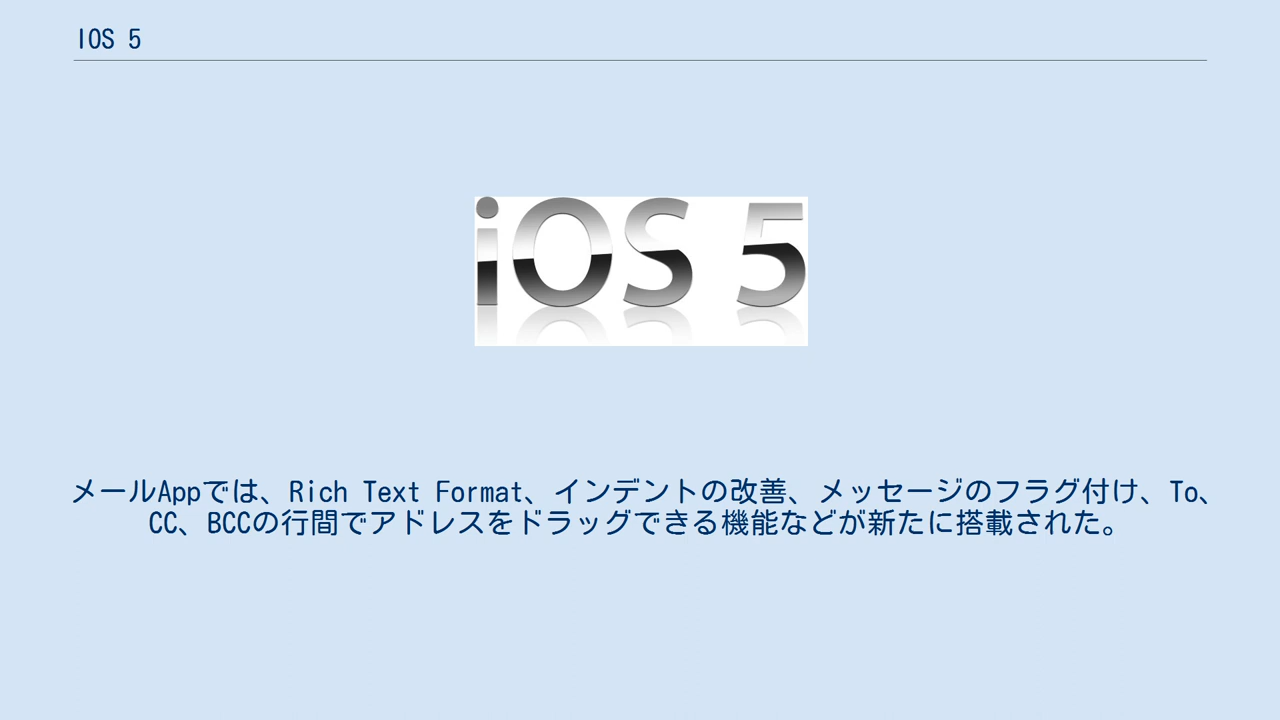 IOS 5
iOS 5
メールAppでは、Rich Text Format、インデントの改善、メッセージのフラグ付け、To、
CC、BCCの行間でアドレスをドラッグできる機能などが新たに搭載された。